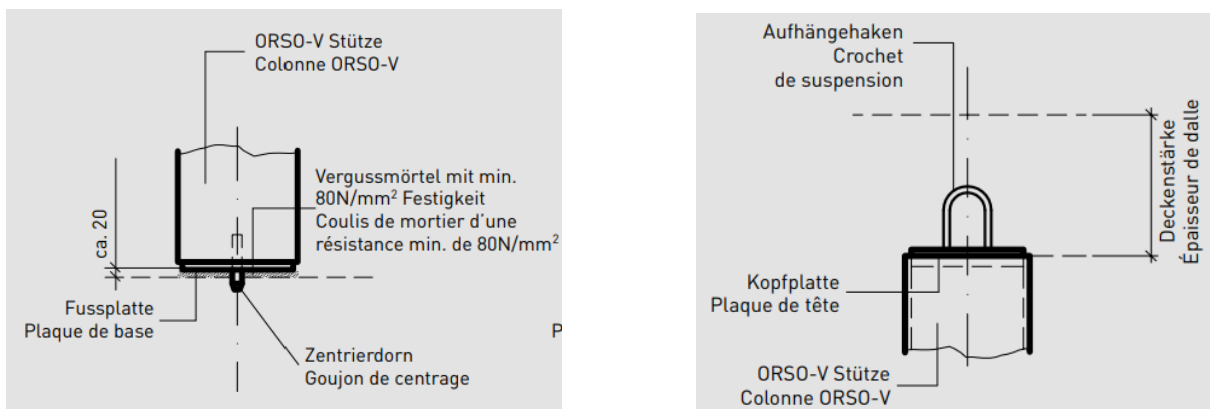 ORSO-V Stütze
Colonne ORSO-V
Vergussmörtel mit min.
80N/mm² Festigkeit
Coulis de mortier d'une
résistance min. de 80N/mm²
ca. 20
Fussplatte
Plaque de base
P
Zentrierdorn
Goujon de centrage
Aufhängehaken
Crochet
de suspension
Deckenstärke
Épaisseur de dalle
Kopfplatte
Plaque de tête
ORSO-V Stütze
Colonne ORSO-V